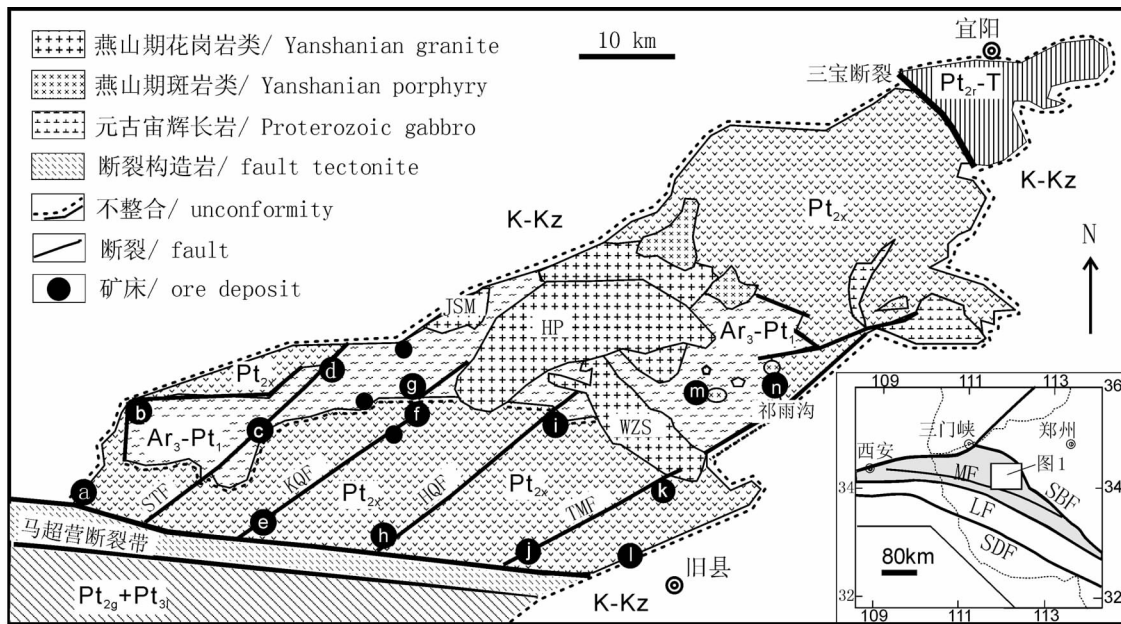 燕山期花岗岩类/ Yanshanian granite
燕山期斑岩类/ Yanshanian porphyry
元古宙辉长岩/ Proterozoic gabbro
断裂构造岩/ fault tectonite
不整合/ unconformity
断裂/ fault
矿床/ ore deposit
10 km
宜阳
三宝断裂
Pt2r-T
K-Kz
Pt2x
K-Kz
N
JSM
HP
Ar3-Pt1
Pt2x
d
g
m
n
祁雨沟
b
f
i
WZS
c
Ar3-Pt1
a
STF
KQF
Pt2x
HQF
Pt2x
TMF
k
e
h
j
l
马超营断裂带
旧县
Pt2g+Pt3l
K-Kz
109
111
113
36
三门峡
郑州
西安
图1
MF
SBF
34
34
LF
SDF
80km
32
32
109
111
113